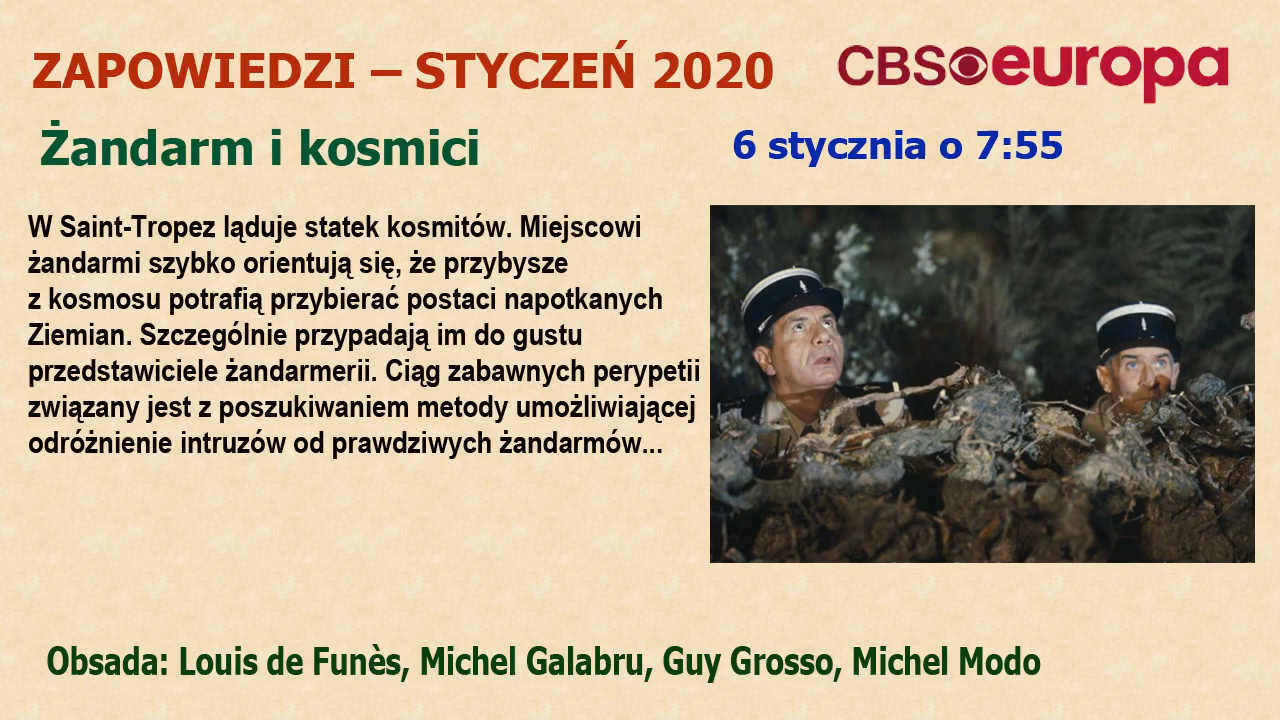 ZAPOWIEDZI – STYCZEŃ 2020
CBS europa
Żandarm i kosmici
6 stycznia o 7:55
W Saint-Tropez ląduje statek kosmitów. Miejscowi
żandarmi szybko orientują się, że przybysze
z kosmosu potrafią przybierać postaci napotkanych
Ziemian. Szczególnie przypadają im do gustu
przedstawiciele żandarmerii. Ciąg zabawnych perypetii
związany jest z poszukiwaniem metody umożliwiającej
odróżnienie intruzów od prawdziwych żandarmów...
Obsada: Louis de Funès, Michel Galabru, Guy Grosso, Michel Modo